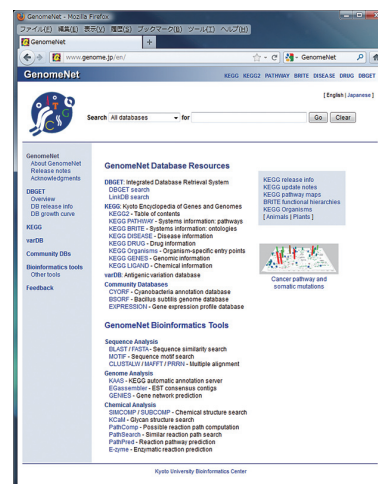 GenomeNet - Mozilla Firefox
ファイル(F) 編集(E) 表示(V) 履歴(S) ブックマーク(B) ツール(T) ヘルプ(H)
GenomeNet
www.genome.jp/en/
GenomeNet
GenomeNet
KEGG KEGG2 PATHWAY BRITE DISEASE DRUG DBGET
[ English | Japanese ]
Search All databases for Go Clear
GenomeNet
About GenomeNet
Release notes
Acknowledgments
DBGET
Overview
DB release info
DB growth curve
KEGG
varDB
Community DBs
Bioinformatics tools
Other tools
Feedback
GenomeNet Database Resources
DBGET: Integrated Database Retrieval System
DBGET search
LinkDB search
KEGG: Kyoto Encyclopedia of Genes and Genomes
KEGG2 - Table of contents
KEGG PATHWAY - Systems information: pathways
KEGG BRITE - Systems information: ontologies
KEGG DISEASE - Disease information
KEGG DRUG - Drug information
KEGG Organisms - Organism-specific entry points
KEGG GENES - Genomic information
KEGG LIGAND - Chemical information
varDB: Antigenic variation database
Community Databases
CYORF - Cyanobacteria annotation database
BSORF - Bacillus subtilis genome database
EXPRESSION - Gene expression profile database
KEGG release info
KEGG update notes
KEGG pathway maps
BRITE functional hierarchies
KEGG Organisms
[ Animals | Plants ]
Cancer pathway and
somatic mutations
GenomeNet Bioinformatics Tools
Sequence Analysis
BLAST / FASTA - Sequence similarity search
MOTIF - Sequence motif search
CLUSTALW / MAFFT / PRRN - Multiple alignment
Genome Analysis
KAAS - KEGG automatic annotation server
EGassembler - EST consensus contigs
GENIES - Gene network prediction
Chemical Analysis
SIMCOMP / SUBCOMP - Chemical structure search
KCaM - Glycan structure search
PathComp - Possible reaction path computation
PathSearch - Similar reaction path search
PathPred - Reaction pathway prediction
E-zyme - Enzymatic reaction prediction
Kyoto University Bioinformatics Center